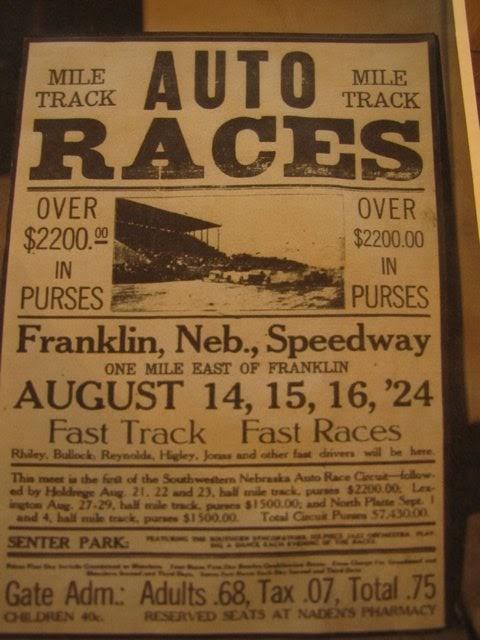 AUTO
MILE TRACK
MILE TRACK
RACES
OVER
$2200.00
IN
PURSES
OVER
$2200.00
IN
PURSES
Franklin, Neb., Speedway
ONE MILE EAST OF FRANKLIN
AUGUST 14, 15, 16, '24
Fast Track Fast Races
Rhiley, Bullock, Reynolds, Higley, Jonas and other fast drivers will be here.
This meet is the first of the Southwestern Nebraska Auto Race Circuit—follow-
ed by Holdrege Aug. 21, 22 and 23, half mile track, purses $2200.00; Lex-
ington Aug. 27-29, half mile track, purses $1500.00; and North Platte Sept. 1
and 4, half mile track, purses $1500.00. Total Circuit Purses $7,430.00.
SENTER PARK:
Gate Adm.: Adults .68, Tax .07, Total .75
CHILDREN 40c. RESERVED SEATS AT NADEN'S PHARMACY